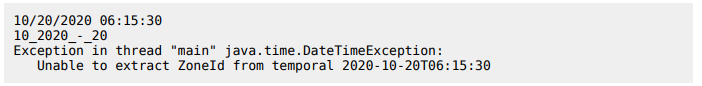 10/20/2020 06:15:30
10_2020_-_20
Exception in thread "main" java.time.DateTimeException:
Unable to extract ZoneId from temporal 2020-10-20T06:15:30